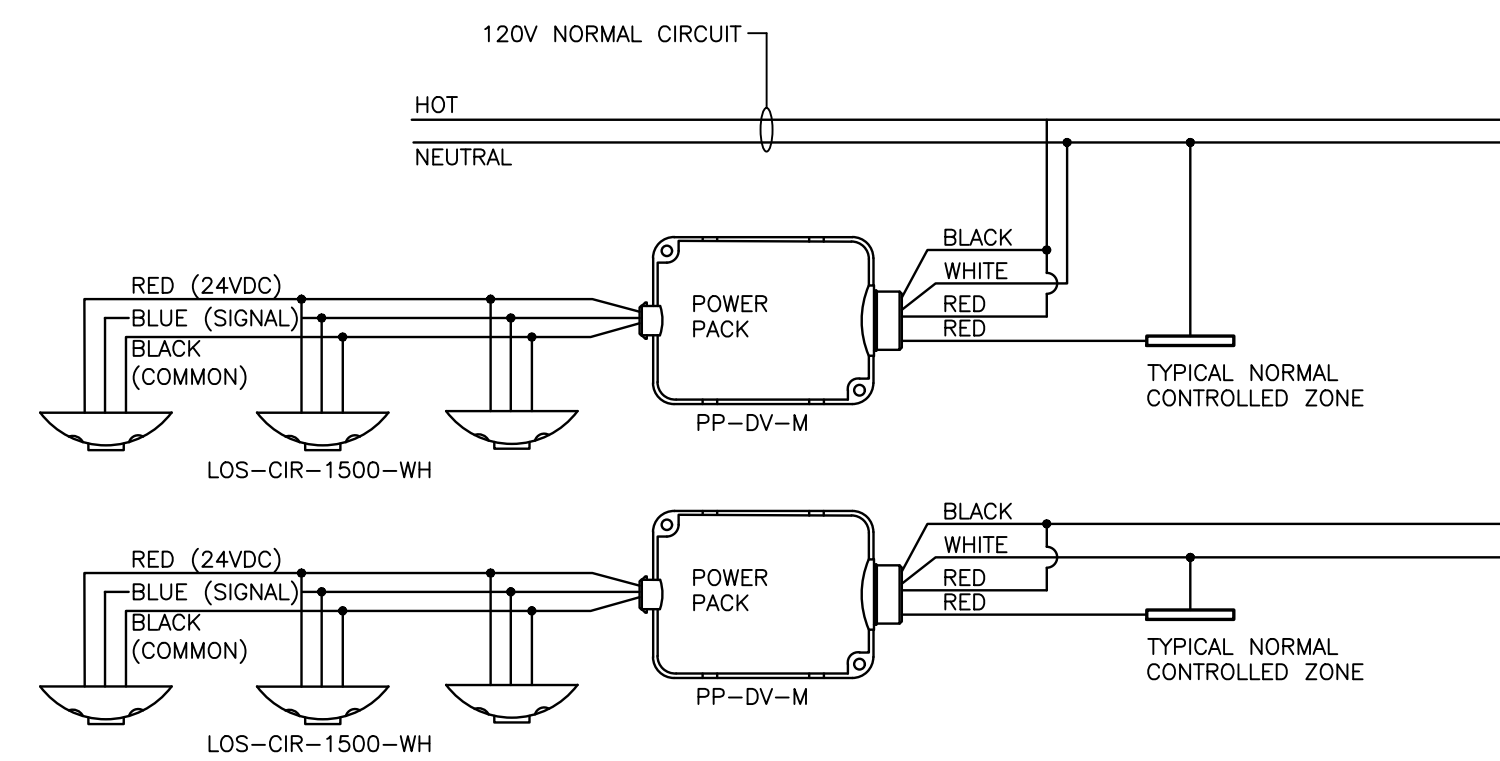 120V NORMAL CIRCUIT
HOT
NEUTRAL
BLACK
WHITE
RED
RED
RED (24VDC)
BLUE (SIGNAL)
BLACK
(COMMON)
POWER
PACK
TYPICAL NORMAL
CONTROLLED ZONE
PP-DV-M
LOS-CIR-1500-WH
BLACK
WHITE
RED
RED
RED (24VDC)
BLUE (SIGNAL)
BLACK
(COMMON)
POWER
PACK
TYPICAL NORMAL
CONTROLLED ZONE
PP-DV-M
LOS-CIR-1500-WH